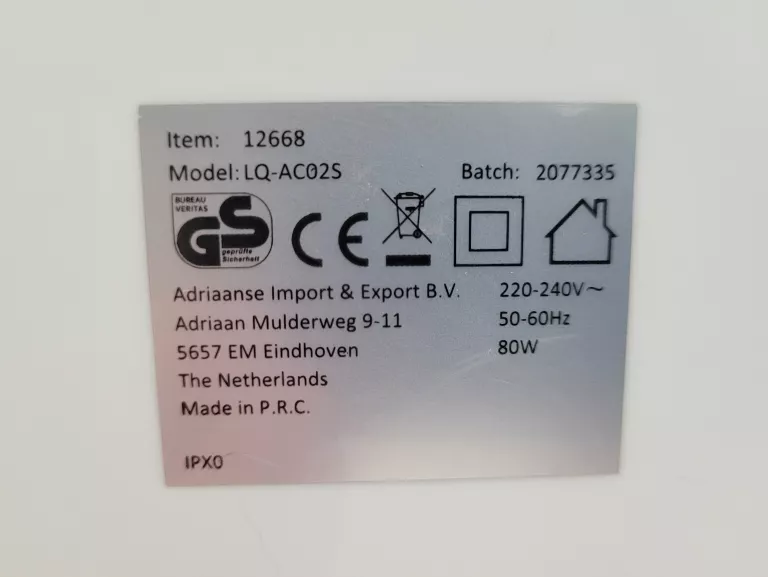 Item: 12668
Model: LQ-AC02S Batch: 2077335
BUREAU
VERITAS
GS
geprüfte
Sicherheit
CE
Adriaanse Import & Export B.V. 220-240V~
Adriaan Mulderweg 9-11 50-60Hz
5657 EM Eindhoven 80W
The Netherlands
Made in P.R.C.
IPX0